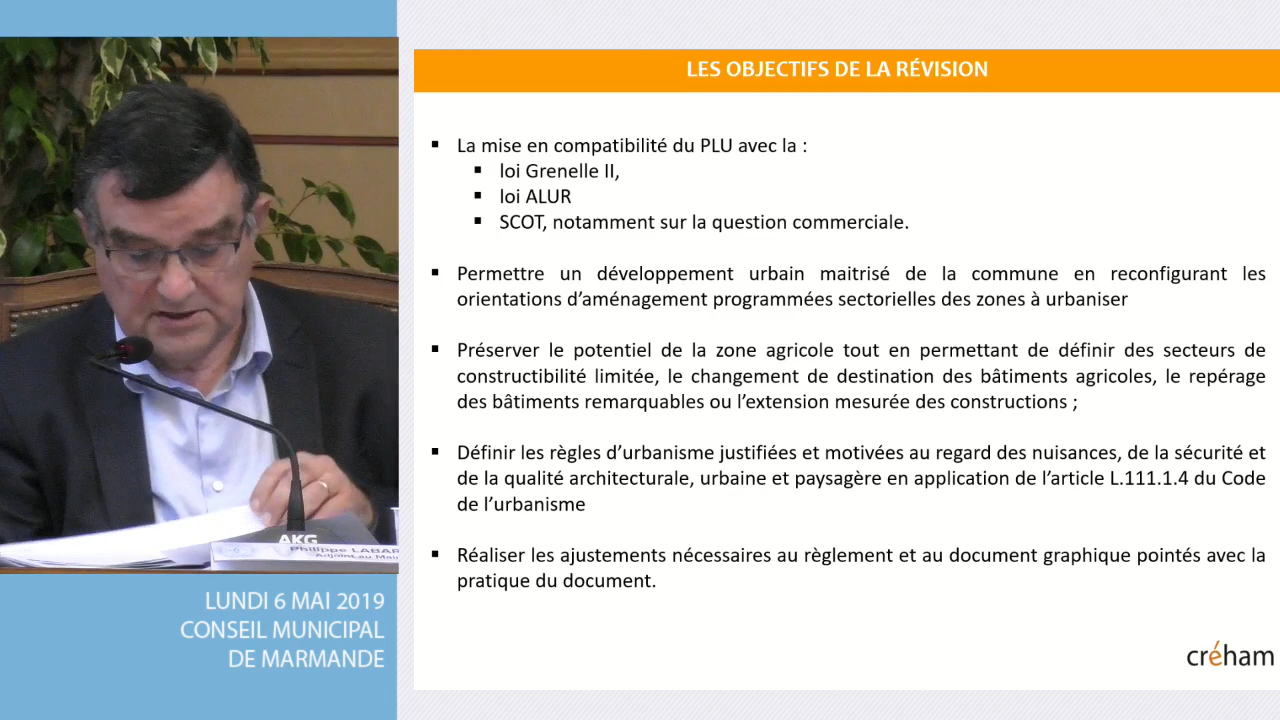 LES OBJECTIFS DE LA RÉVISION
▪ La mise en compatibilité du PLU avec la :
▪ loi Grenelle II,
▪ loi ALUR
▪ SCOT, notamment sur la question commerciale.
▪ Permettre un développement urbain maitrisé de la commune en reconfigurant les
orientations d’aménagement programmées sectorielles des zones à urbaniser
▪ Préserver le potentiel de la zone agricole tout en permettant de définir des secteurs de
constructibilité limitée, le changement de destination des bâtiments agricoles, le repérage
des bâtiments remarquables ou l’extension mesurée des constructions ;
▪ Définir les règles d’urbanisme justifiées et motivées au regard des nuisances, de la sécurité et
de la qualité architecturale, urbaine et paysagère en application de l’article L.111.1.4 du Code
de l’urbanisme
▪ Réaliser les ajustements nécessaires au règlement et au document graphique pointés avec la
pratique du document.
créham
AKG
Philippe LABAR
Adjoint au Mai
LUNDI 6 MAI 2019
CONSEIL MUNICIPAL
DE MARMANDE